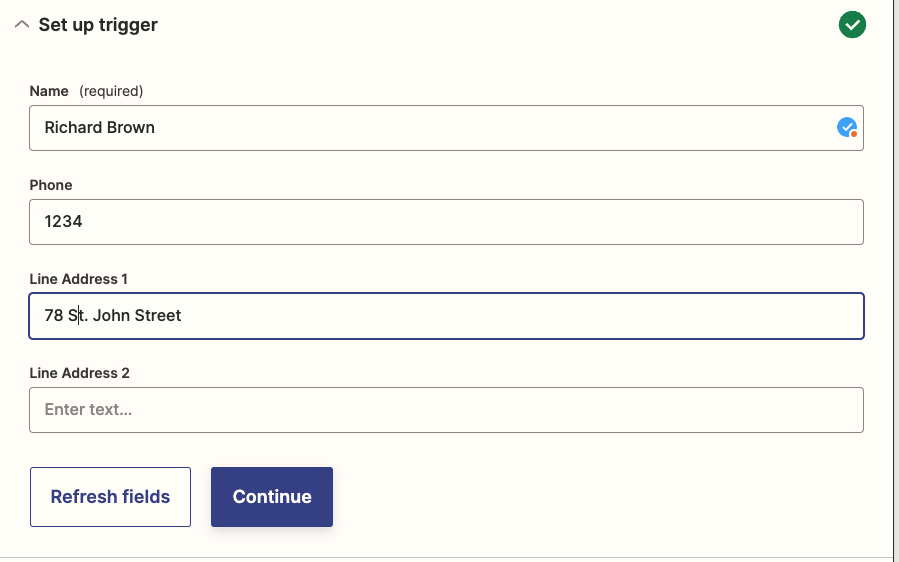 Set up trigger
Name (required)
Richard Brown
Phone
1234
Line Address 1
78 St. John Street
Line Address 2
Enter text...
Refresh fields
Continue